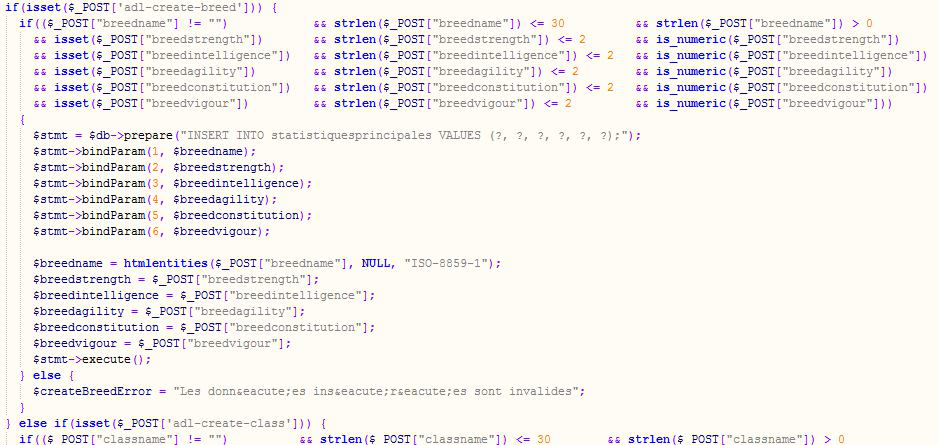 if(isset($_POST['adl-create-breed'])) {
if(($_POST["breedname"] != "") && strlen($_POST["breedname"]) <= 30 && strlen($_POST["breedname"]) > 0
&& isset($_POST["breedstrength"]) && strlen($_POST["breedstrength"]) <= 2 && is_numeric($_POST["breedstrength"])
&& isset($_POST["breedintelligence"]) && strlen($_POST["breedintelligence"]) <= 2 && is_numeric($_POST["breedintelligence"])
&& isset($_POST["breedagility"]) && strlen($_POST["breedagility"]) <= 2 && is_numeric($_POST["breedagility"])
&& isset($_POST["breedconstitution"]) && strlen($_POST["breedconstitution"]) <= 2 && is_numeric($_POST["breedconstitution"])
&& isset($_POST["breedvigour"]) && strlen($_POST["breedvigour"]) <= 2 && is_numeric($_POST["breedvigour"]))
{
$stmt = $db->prepare("INSERT INTO statistiquesprincipales VALUES (?, ?, ?, ?, ?, ?);");
$stmt->bindParam(1, $breedname);
$stmt->bindParam(2, $breedstrength);
$stmt->bindParam(3, $breedintelligence);
$stmt->bindParam(4, $breedagility);
$stmt->bindParam(5, $breedconstitution);
$stmt->bindParam(6, $breedvigour);
$breedname = htmlentities($_POST["breedname"], NULL, "ISO-8859-1");
$breedstrength = $_POST["breedstrength"];
$breedintelligence = $_POST["breedintelligence"];
$breedagility = $_POST["breedagility"];
$breedconstitution = $_POST["breedconstitution"];
$breedvigour = $_POST["breedvigour"];
$stmt->execute();
} else {
$createBreedError = "Les donn&eacute;es ins&eacute;r&eacute;es sont invalides";
}
} else if(isset($_POST['adl-create-class'])) {
if(($_POST["classname"] != "") && strlen($_POST["classname"]) <= 30 && strlen($_POST["classname"]) > 0